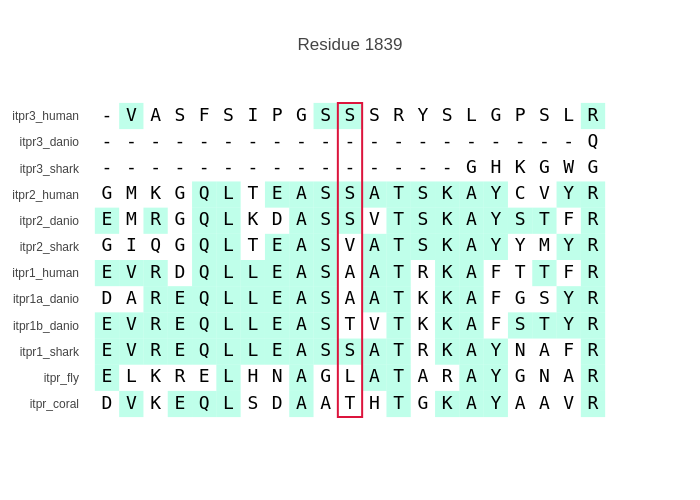 Residue 1839
itpr3_human - V A S F S I P G S S S R Y S L G P S L R
itpr3_danio - - - - - - - - - - - - - - - - - - - - Q
itpr3_shark - - - - - - - - - - - - - - - G H K G W G
itpr2_human G M K G Q L T E A S S A T S K A Y C V Y R
itpr2_danio E M R G Q L K D A S S V T S K A Y S T F R
itpr2_shark G I Q G Q L T E A S V A T S K A Y Y M Y R
itpr1_human E V R D Q L L E A S A A T R K A F T T F R
itpr1a_danio D A R E Q L L E A S A A T K K A F G S Y R
itpr1b_danio E V R E Q L L E A S T V T K K A F S T Y R
itpr1_shark E V R E Q L L E A S S A T R K A Y N A F R
itpr_fly E L K R E L H N A G L A T A R A Y G N A R
itpr_coral D V K E Q L S D A A T H T G K A Y A A V R